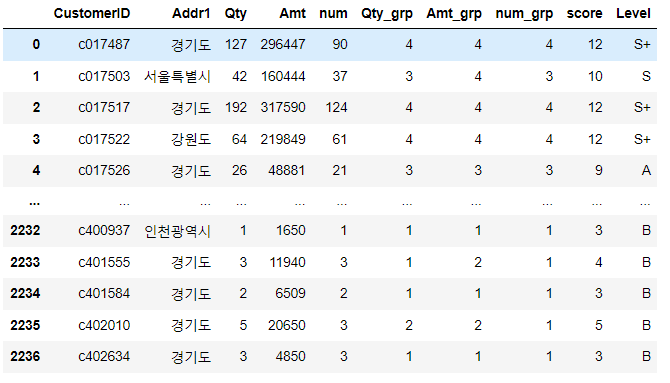 CustomerID Addr1 Qty Amt num Qty_grp Amt_grp num_grp score Level
0 c017487 경기도 127 296447 90 4 4 4 12 S+
1 c017503 서울특별시 42 160444 37 3 4 3 10 S
2 c017517 경기도 192 317590 124 4 4 4 12 S+
3 c017522 강원도 64 219849 61 4 4 4 12 S+
4 c017526 경기도 26 48881 21 3 3 3 9 A
... ... ... ... ... ... ... ... ... ... ...
2232 c400937 인천광역시 1 1650 1 1 1 1 3 B
2233 c401555 경기도 3 11940 3 1 2 1 4 B
2234 c401584 경기도 2 6509 2 1 1 1 3 B
2235 c402010 경기도 5 20650 3 2 2 1 5 B
2236 c402634 경기도 3 4850 3 1 1 1 3 B